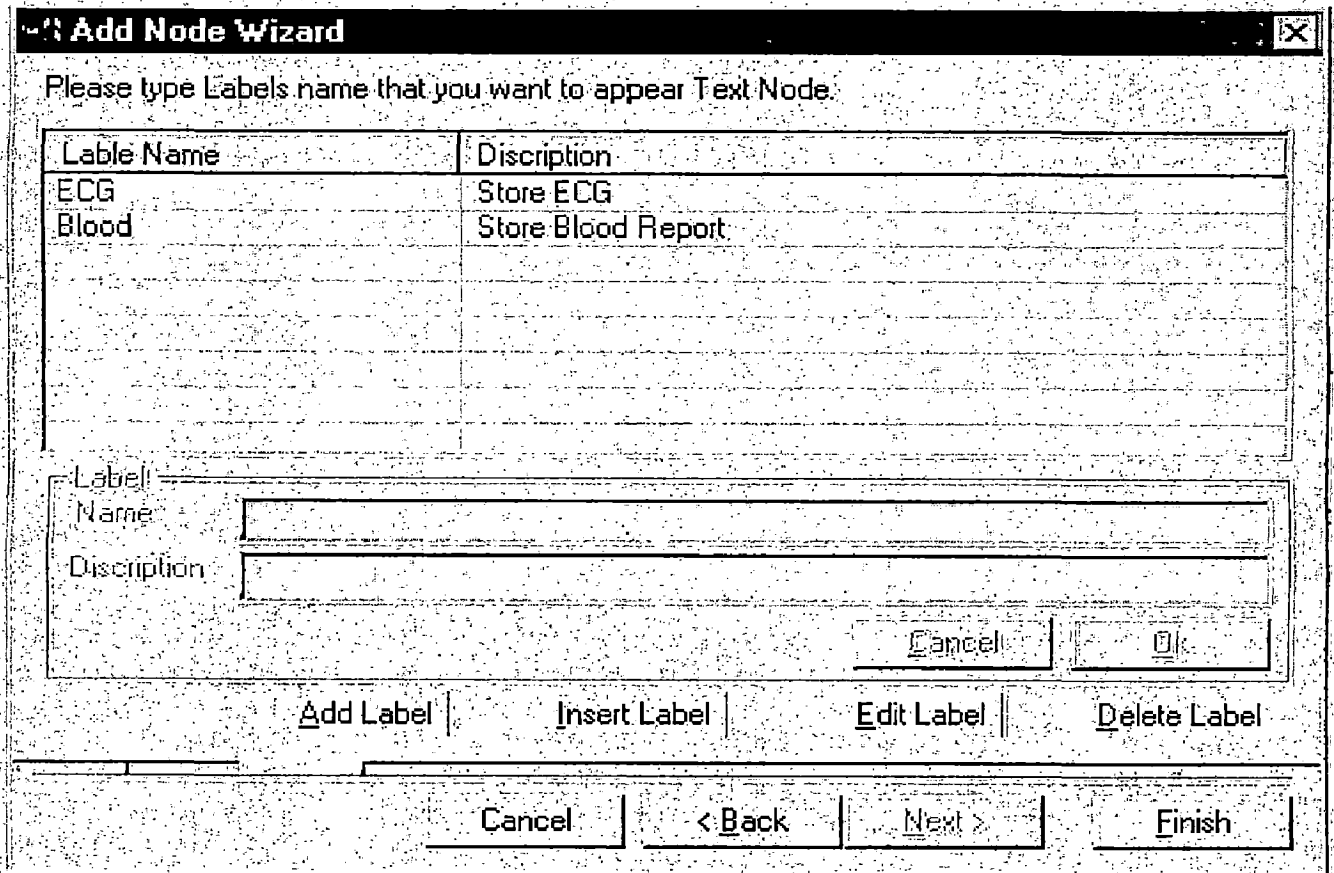 Add Node Wizard
Please type Labels name that you want to appear Text Node.
Lable Name Discription
ECG Store ECG
Blood Store Blood Report
Label
Name
Discription
Cancel
Add Label Insert Label Edit Label Delete Label
Cancel < Back Next > Finish